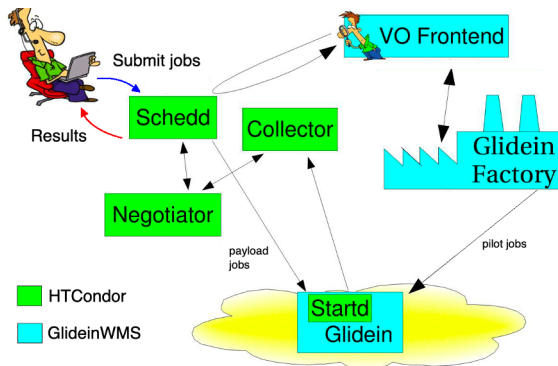 Submit jobs
VO Frontend
Results
Schedd
Collector
Glidein
Factory
Negotiator
payload
jobs
pilot jobs
HTCondor
Startd
GlideinWMS
Glidein